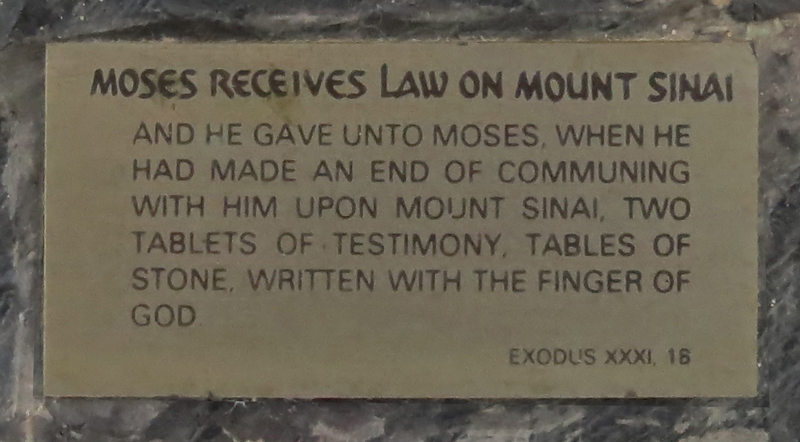 MOSES RECEIVES LAW ON MOUNT SINAI
AND HE GAVE UNTO MOSES, WHEN HE
HAD MADE AN END OF COMMUNING
WITH HIM UPON MOUNT SINAI, TWO
TABLETS OF TESTIMONY, TABLES OF
STONE, WRITTEN WITH THE FINGER OF
GOD
EXODUS XXXI, 18